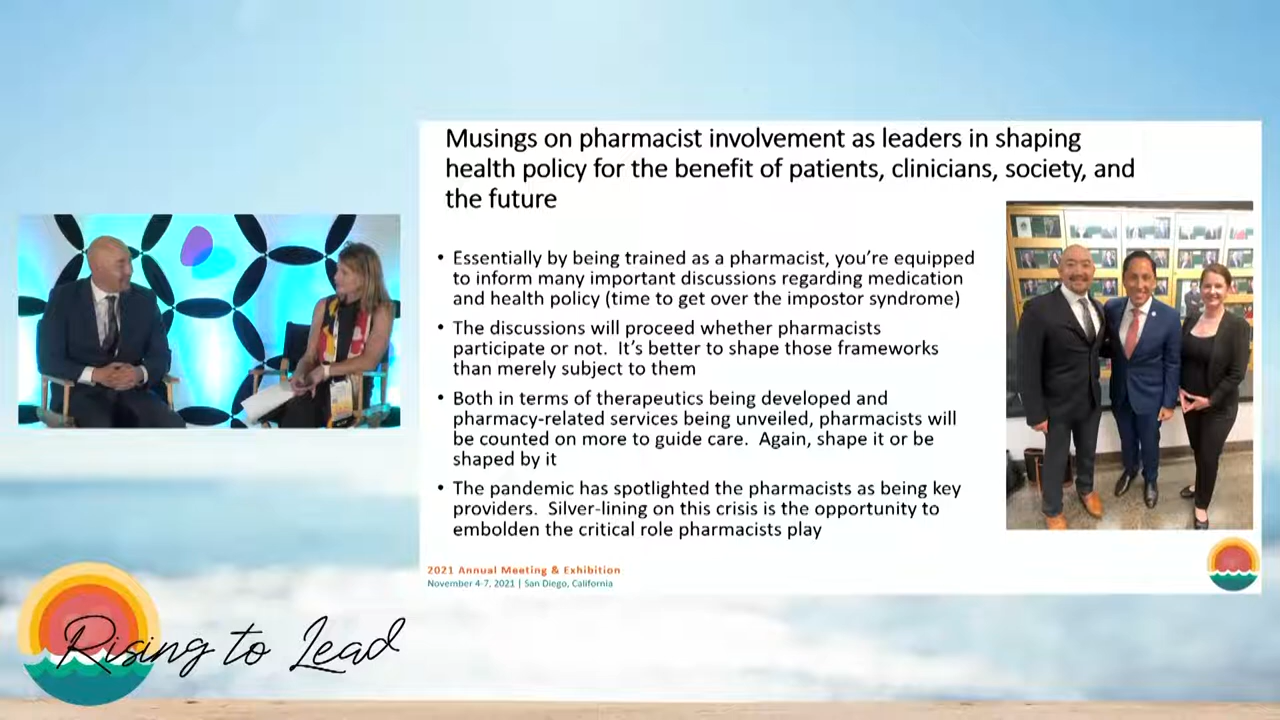 Musings on pharmacist involvement as leaders in shaping
health policy for the benefit of patients, clinicians, society, and
the future
• Essentially by being trained as a pharmacist, you're equipped
to inform many important discussions regarding medication
and health policy (time to get over the impostor syndrome)
• The discussions will proceed whether pharmacists
participate or not.  It's better to shape those frameworks
than merely subject to them
• Both in terms of therapeutics being developed and
pharmacy-related services being unveiled, pharmacists will
be counted on more to guide care.  Again, shape it or be
shaped by it
• The pandemic has spotlighted the pharmacists as being key
providers.  Silver-lining on this crisis is the opportunity to
embolden the critical role pharmacists play
2021 Annual Meeting & Exhibition
November 4-7, 2021 | San Diego, California
Rising to Lead